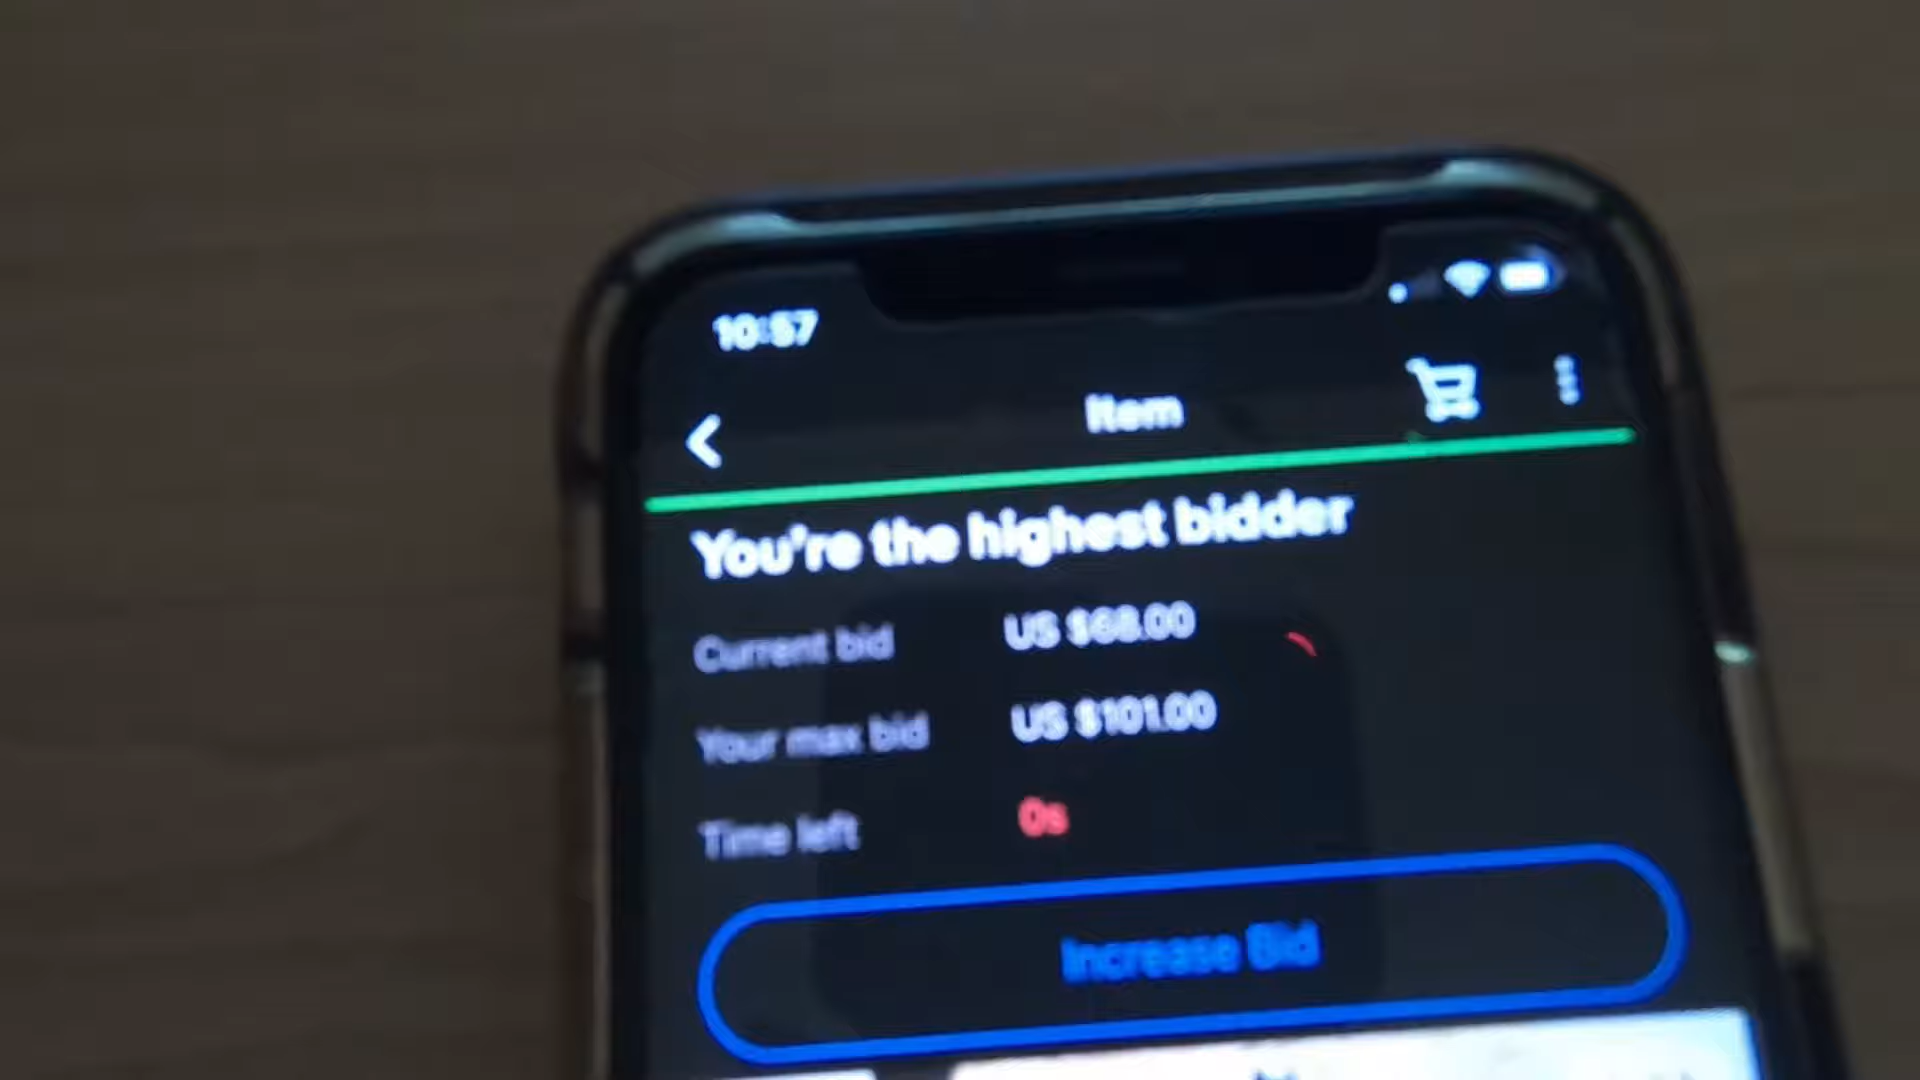 10:57
Item
You're the highest bidder
Current bid US $68.00
Your max bid US $101.00
Time left 0s
Increase Bid